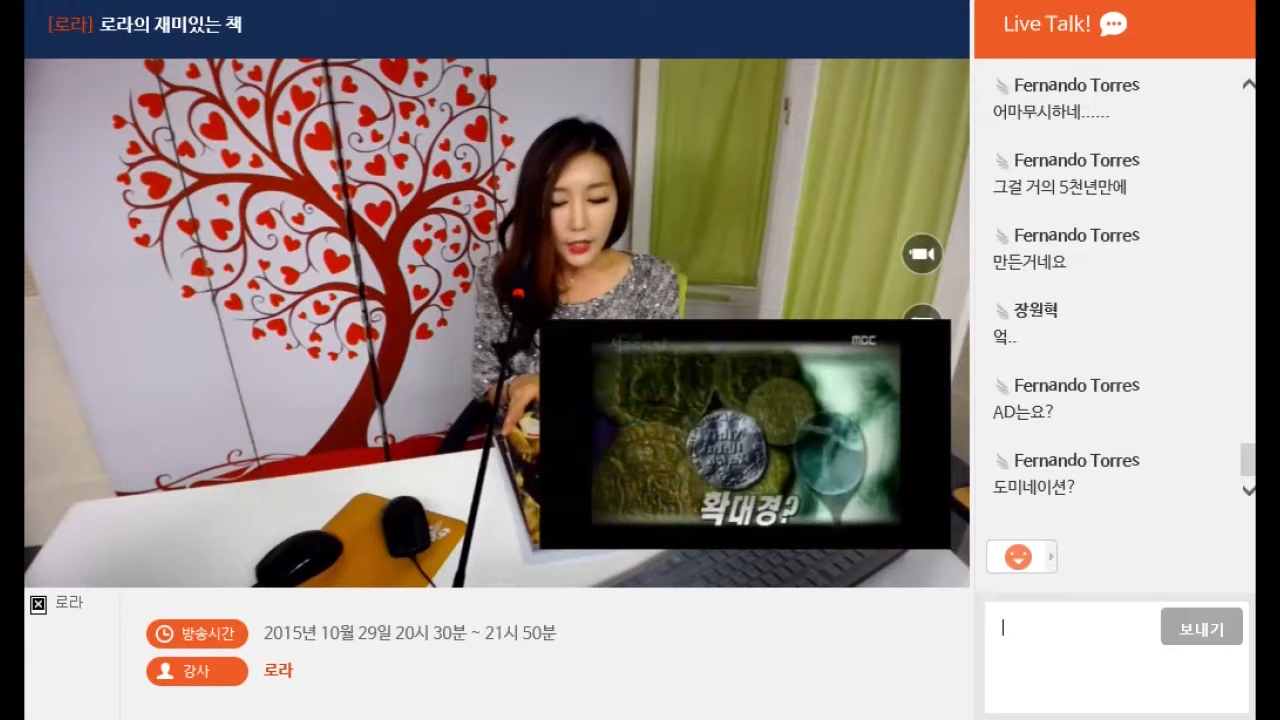 [로라] 로라의 재미있는 책
mbc
확대경?
로라
방송시간 2015년 10월 29일 20시 30분 ~ 21시 50분
강사 로라
Live Talk!
Fernando Torres
어마무시하네......
Fernando Torres
그걸 거의 5천년만에
Fernando Torres
만든거네요
장원혁
엌..
Fernando Torres
AD는요?
Fernando Torres
도미네이션?
보내기